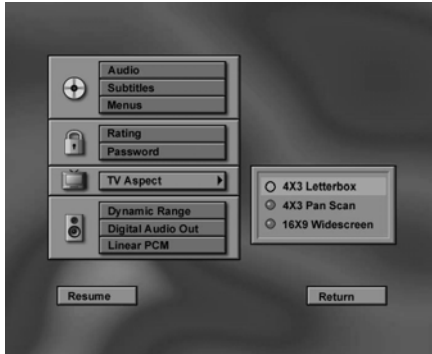 Audio
Subtitles
Menus
Rating
Password
TV Aspect
4X3 Letterbox
4X3 Pan Scan
16X9 Widescreen
Dynamic Range
Digital Audio Out
Linear PCM
Resume
Return